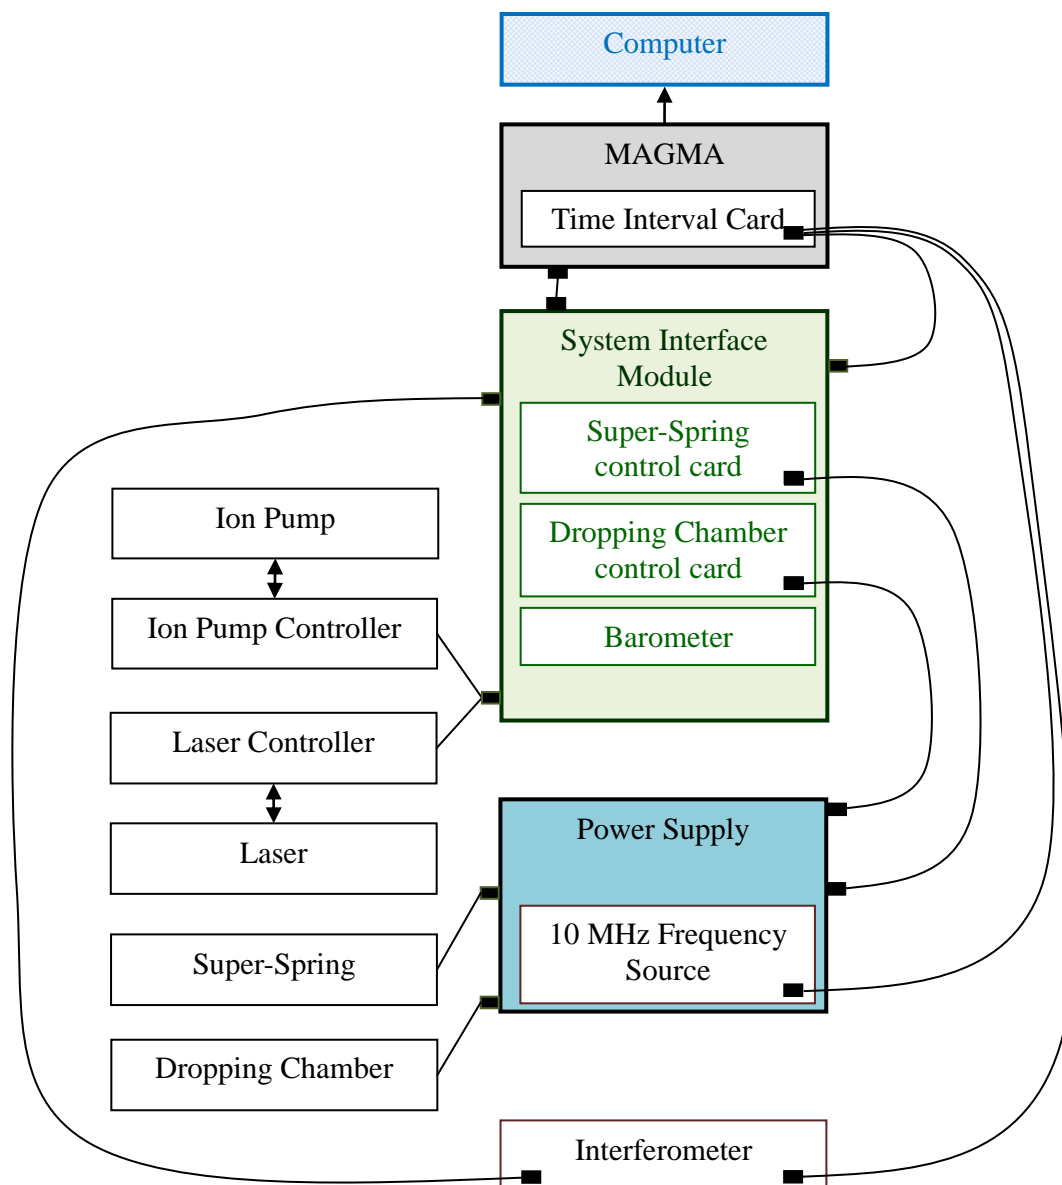 Computer
MAGMA
Time Interval Card
System Interface
Module
Super-Spring
control card
Dropping Chamber
control card
Barometer
Ion Pump
Ion Pump Controller
Laser Controller
Laser
Super-Spring
Dropping Chamber
Power Supply
10 MHz Frequency
Source
Interferometer